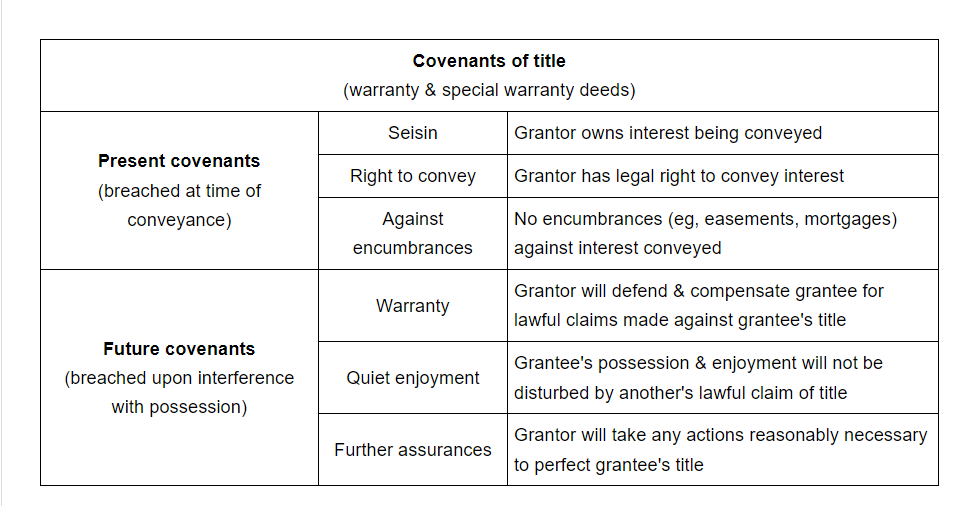 Covenants of title
(warranty & special warranty deeds)
Present covenants
(breached at time of
conveyance)
Seisin
Grantor owns interest being conveyed
Right to convey
Grantor has legal right to convey interest
Against
encumbrances
No encumbrances (eg, easements, mortgages)
against interest conveyed
Future covenants
(breached upon interference
with possession)
Warranty
Grantor will defend & compensate grantee for
lawful claims made against grantee's title
Quiet enjoyment
Grantee's possession & enjoyment will not be
disturbed by another's lawful claim of title
Further assurances
Grantor will take any actions reasonably necessary
to perfect grantee's title